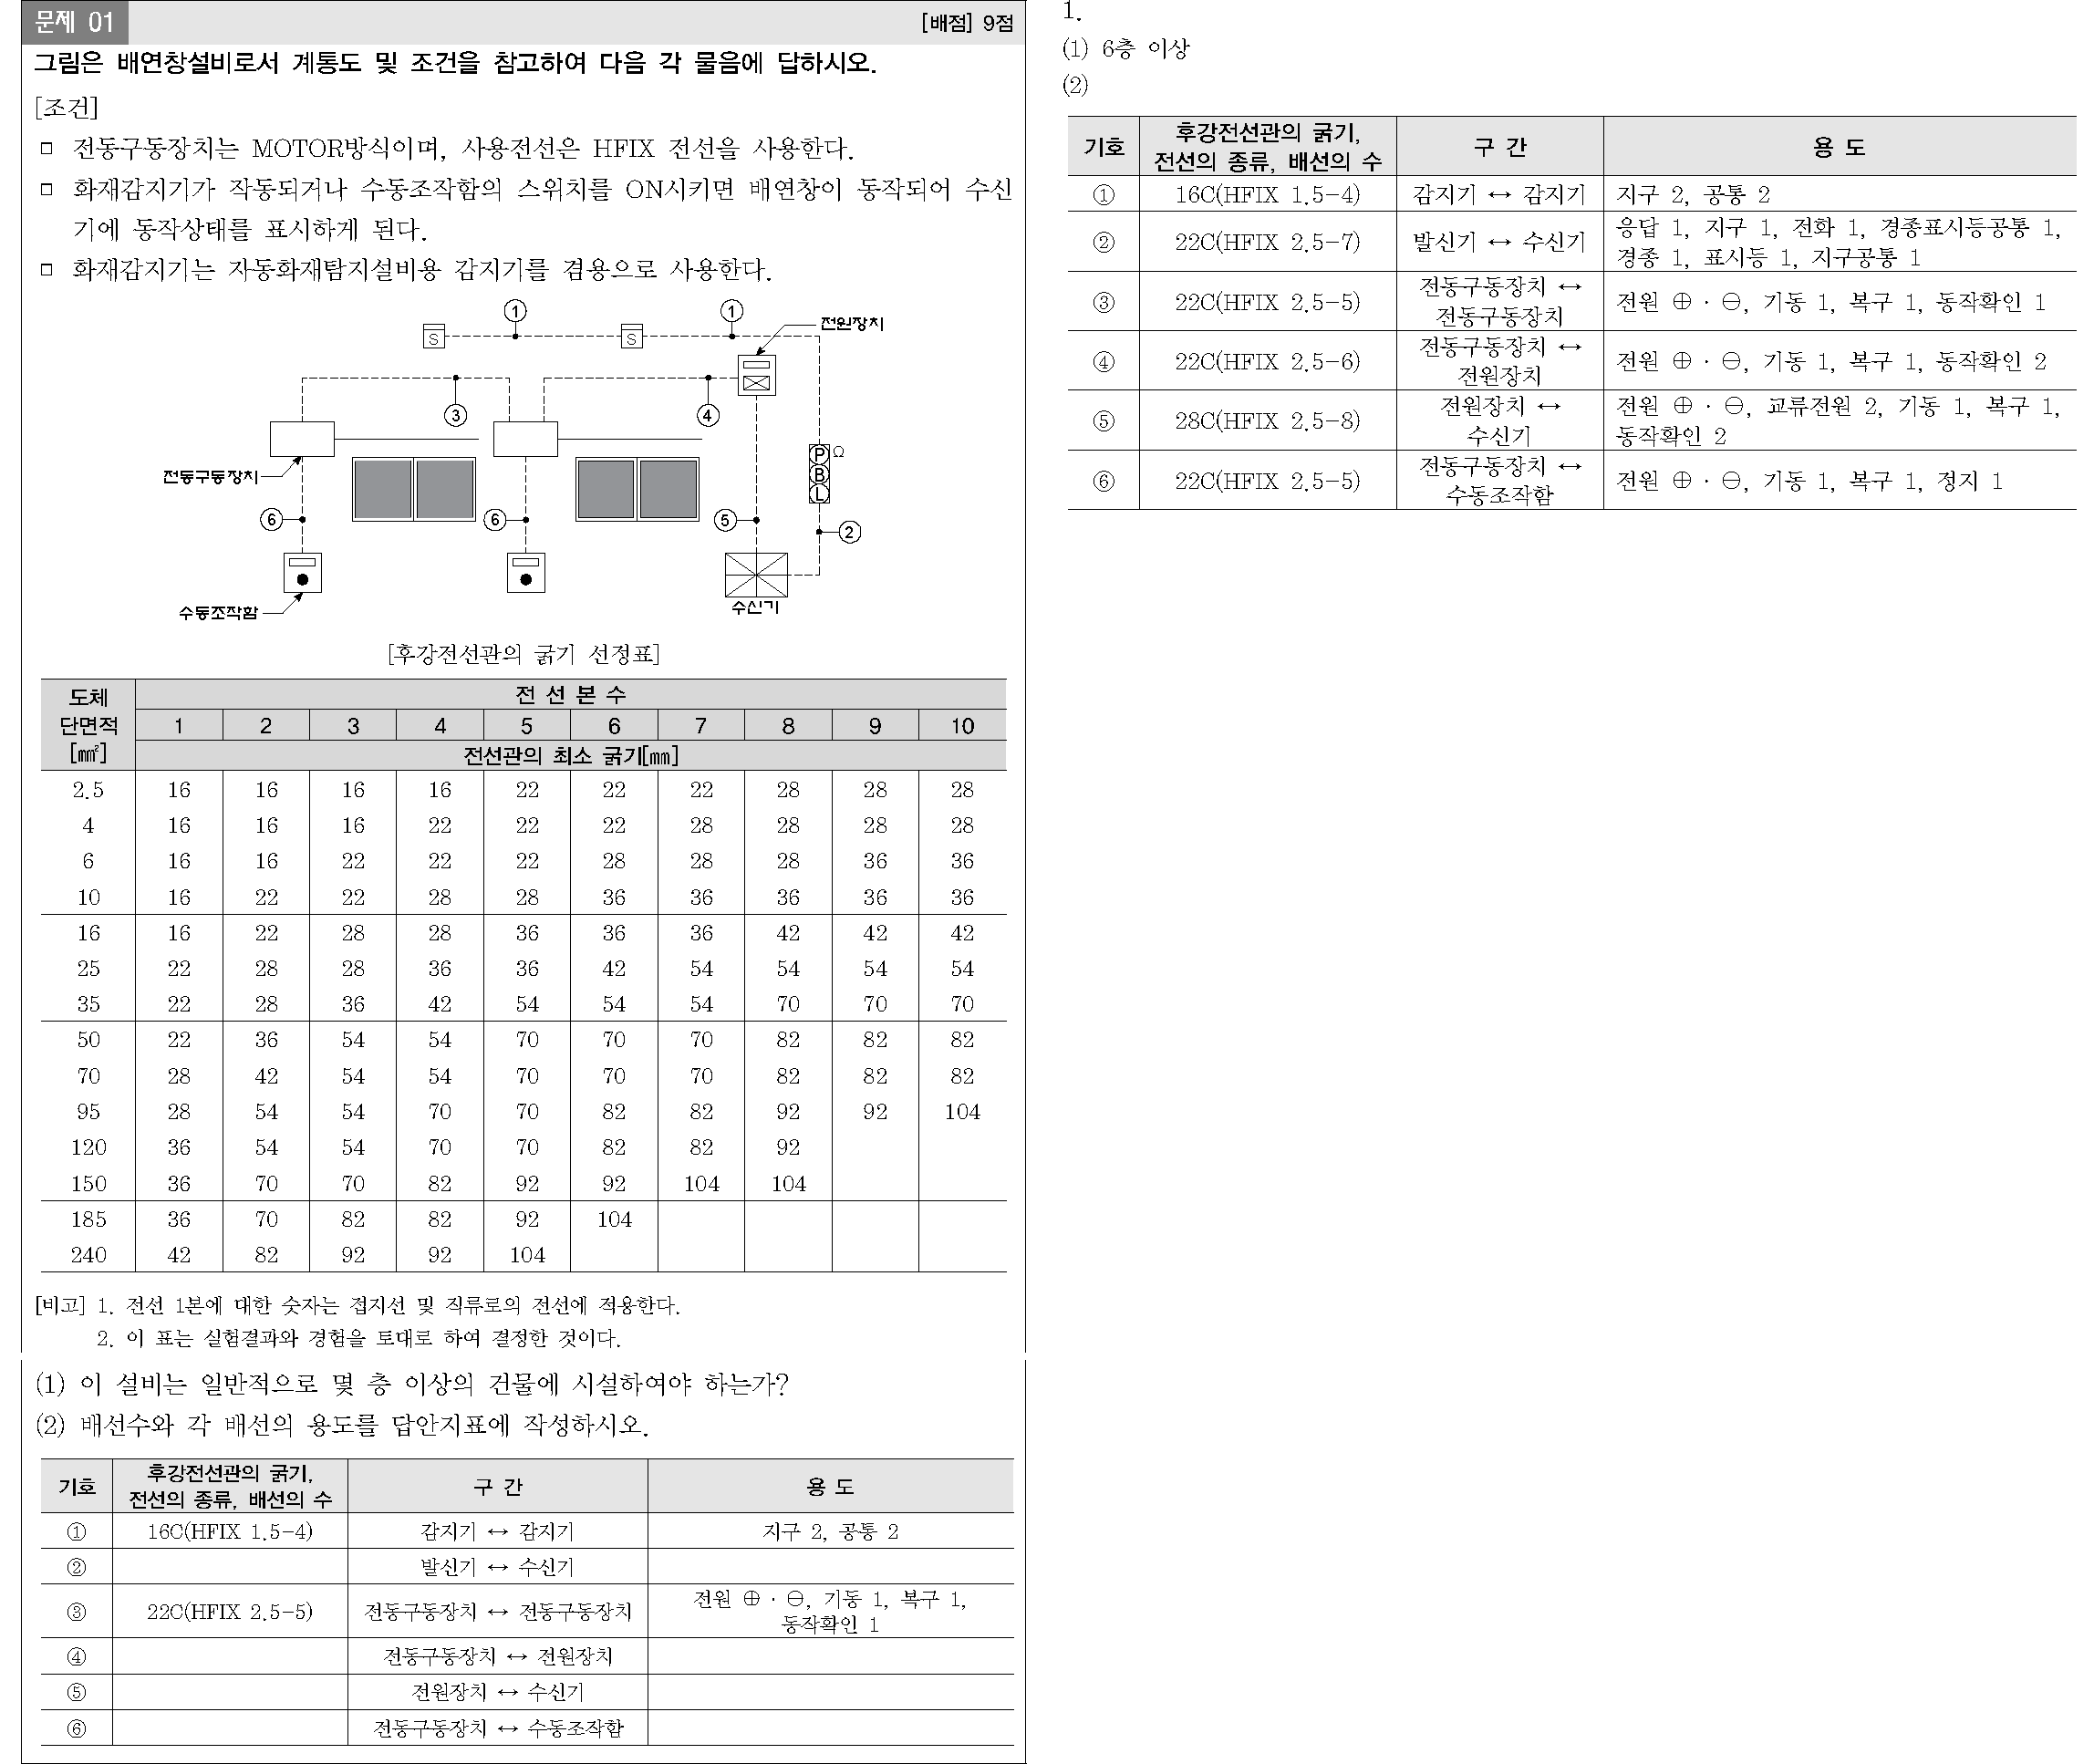 문제 01 [배점] 9점
그림은 배연창설비로서 계통도 및 조건을 참고하여 다음 각 물음에 답하시오.
[조건]
□ 전동구동장치는 MOTOR방식이며, 사용전선은 HFIX 전선을 사용한다.
□ 화재감지기가 작동되거나 수동조작함의 스위치를 ON시키면 배연창이 동작되어 수신
기에 동작상태를 표시하게 된다.
□ 화재감지기는 자동화재탐지설비용 감지기를 겸용으로 사용한다.
① ①
S S 전원장치
③ ④
P Ω
B
L
전동구동장치
⑥ ⑥ ⑤ ②
수동조작함 수신기
[후강전선관의 굵기 선정표]
도체 단면적 [㎟] 전 선 본 수
1 2 3 4 5 6 7 8 9 10
전선관의 최소 굵기[㎜]
2.5 16 16 16 16 22 22 22 28 28 28
4 16 16 16 22 22 22 28 28 28 28
6 16 16 22 22 22 28 28 28 36 36
10 16 22 22 28 28 36 36 36 36 36
16 16 22 28 28 36 36 36 42 42 42
25 22 28 28 36 36 42 54 54 54 54
35 22 28 36 42 54 54 54 70 70 70
50 22 36 54 54 70 70 70 82 82 82
70 28 42 54 54 70 70 70 82 82 82
95 28 54 54 70 70 82 82 92 92 104
120 36 54 54 70 70 82 82 92
150 36 70 70 82 92 92 104 104
185 36 70 82 82 92 104
240 42 82 92 92 104
[비고] 1. 전선 1본에 대한 숫자는 접지선 및 직류로의 전선에 적용한다.
2. 이 표는 실험결과와 경험을 토대로 하여 결정한 것이다.
(1) 이 설비는 일반적으로 몇 층 이상의 건물에 시설하여야 하는가?
(2) 배선수와 각 배선의 용도를 답안지표에 작성하시오.
기호 후강전선관의 굵기, 전선의 종류, 배선의 수 구 간 용 도
① 16C(HFIX 1.5-4) 감지기 ↔ 감지기 지구 2, 공통 2
② 발신기 ↔ 수신기
③ 22C(HFIX 2.5-5) 전동구동장치 ↔ 전동구동장치 전원 ⊕ · ⊖, 기동 1, 복구 1, 동작확인 1
④ 전동구동장치 ↔ 전원장치
⑤ 전원장치 ↔ 수신기
⑥ 전동구동장치 ↔ 수동조작함
1.
(1) 6층 이상
(2)
기호 후강전선관의 굵기, 전선의 종류, 배선의 수 구 간 용 도
① 16C(HFIX 1.5-4) 감지기 ↔ 감지기 지구 2, 공통 2
② 22C(HFIX 2.5-7) 발신기 ↔ 수신기 응답 1, 지구 1, 전화 1, 경종표시등공통 1, 경종 1, 표시등 1, 지구공통 1
③ 22C(HFIX 2.5-5) 전동구동장치 ↔ 전동구동장치 전원 ⊕ · ⊖, 기동 1, 복구 1, 동작확인 1
④ 22C(HFIX 2.5-6) 전동구동장치 ↔ 전원장치 전원 ⊕ · ⊖, 기동 1, 복구 1, 동작확인 2
⑤ 28C(HFIX 2.5-8) 전원장치 ↔ 수신기 전원 ⊕ · ⊖, 교류전원 2, 기동 1, 복구 1, 동작확인 2
⑥ 22C(HFIX 2.5-5) 전동구동장치 ↔ 수동조작함 전원 ⊕ · ⊖, 기동 1, 복구 1, 정지 1